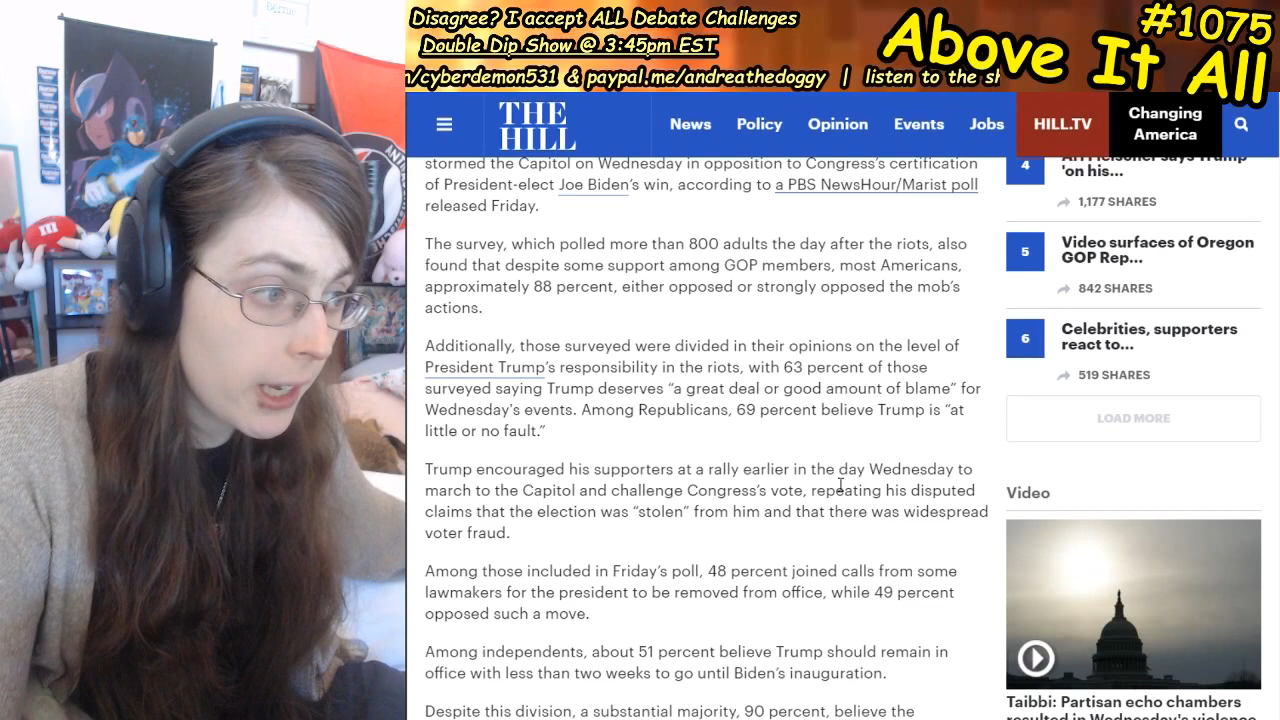 Disagree? I accept ALL Debate Challenges
Double Dip Show @ 3:45pm EST
n/cyberdemon531 & paypal.me/andreathedoggy | listen to the sh
#1075
Above It All
THE HILL
News Policy Opinion Events Jobs HILL.TV Changing America
stormed the Capitol on Wednesday in opposition to Congress's certification
of President-elect Joe Biden's win, according to a PBS NewsHour/Marist poll
released Friday.
The survey, which polled more than 800 adults the day after the riots, also
found that despite some support among GOP members, most Americans,
approximately 88 percent, either opposed or strongly opposed the mob's
actions.
Additionally, those surveyed were divided in their opinions on the level of
President Trump's responsibility in the riots, with 63 percent of those
surveyed saying Trump deserves “a great deal or good amount of blame” for
Wednesday's events. Among Republicans, 69 percent believe Trump is “at
little or no fault.”
Trump encouraged his supporters at a rally earlier in the day Wednesday to
march to the Capitol and challenge Congress's vote, repeating his disputed
claims that the election was “stolen” from him and that there was widespread
voter fraud.
Among those included in Friday's poll, 48 percent joined calls from some
lawmakers for the president to be removed from office, while 49 percent
opposed such a move.
Among independents, about 51 percent believe Trump should remain in
office with less than two weeks to go until Biden's inauguration.
Despite this division, a substantial majority, 90 percent, believe the
4
Ari Fleischer says Trump
'on his...
1,177 SHARES
5
Video surfaces of Oregon
GOP Rep...
842 SHARES
6
Celebrities, supporters
react to...
519 SHARES
LOAD MORE
Video
Taibbi: Partisan echo chambers
resulted in Wednesday's violence